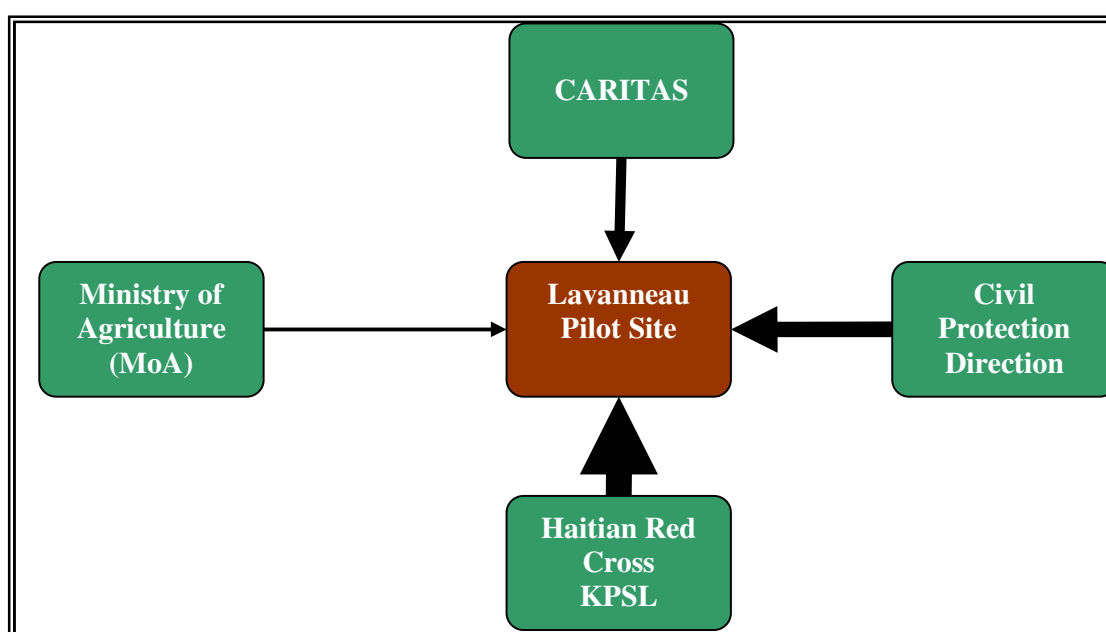 CARITAS
Ministry of
Agriculture
(MoA)
Lavanneau
Pilot Site
Civil
Protection
Direction
Haitian Red
Cross
KPSL